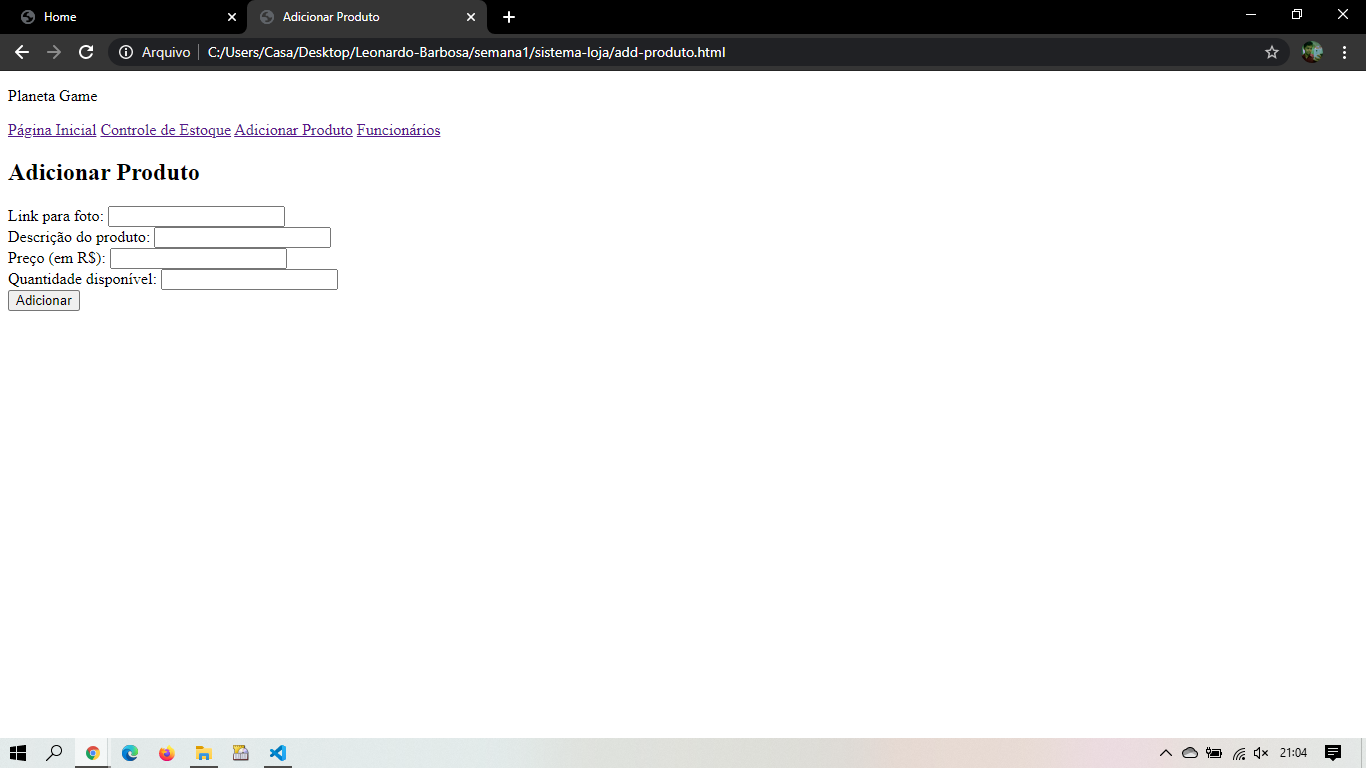 Home
Adicionar Produto
Arquivo C:/Users/Casa/Desktop/Leonardo-Barbosa/semana1/sistema-loja/add-produto.html
Planeta Game
Página Inicial Controle de Estoque Adicionar Produto Funcionários
Adicionar Produto
Link para foto:
Descrição do produto:
Preço (em R$):
Quantidade disponível:
Adicionar
21:04